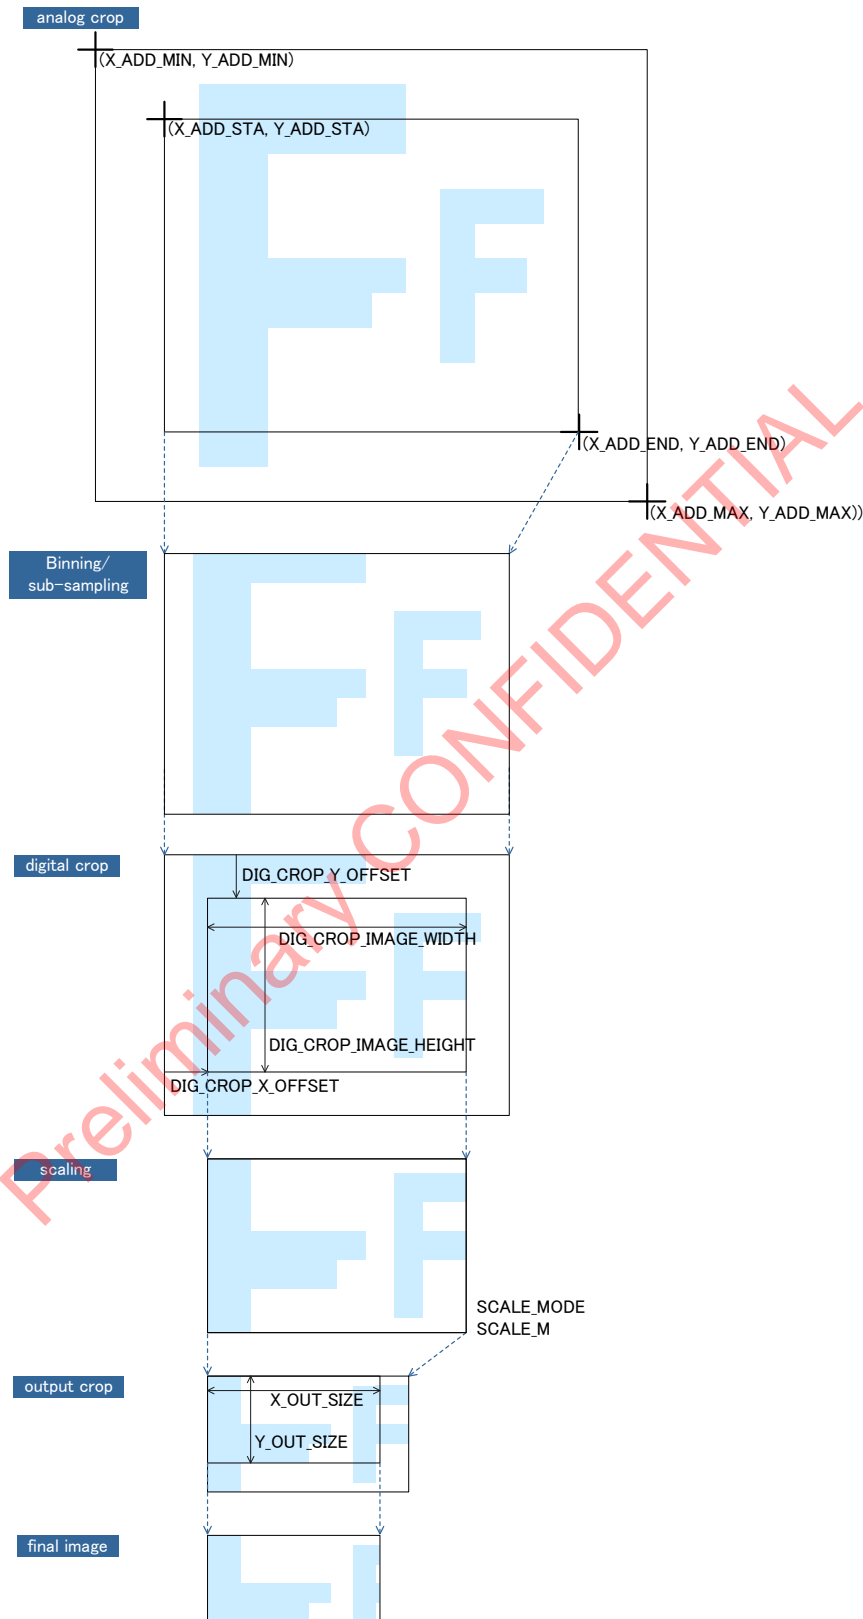 analog crop
(X_ADD_MIN, Y_ADD_MIN)
(X_ADD_STA, Y_ADD_STA)
(X_ADD_END, Y_ADD_END)
(X_ADD_MAX, Y_ADD_MAX))
Binning/
sub-sampling
digital crop
DIG_CROP_Y_OFFSET
DIG_CROP_IMAGE_WIDTH
DIG_CROP_IMAGE_HEIGHT
DIG_CROP_X_OFFSET
scaling
SCALE_MODE
SCALE_M
output crop
X_OUT_SIZE
Y_OUT_SIZE
final image
Preliminary CONFIDENTIAL